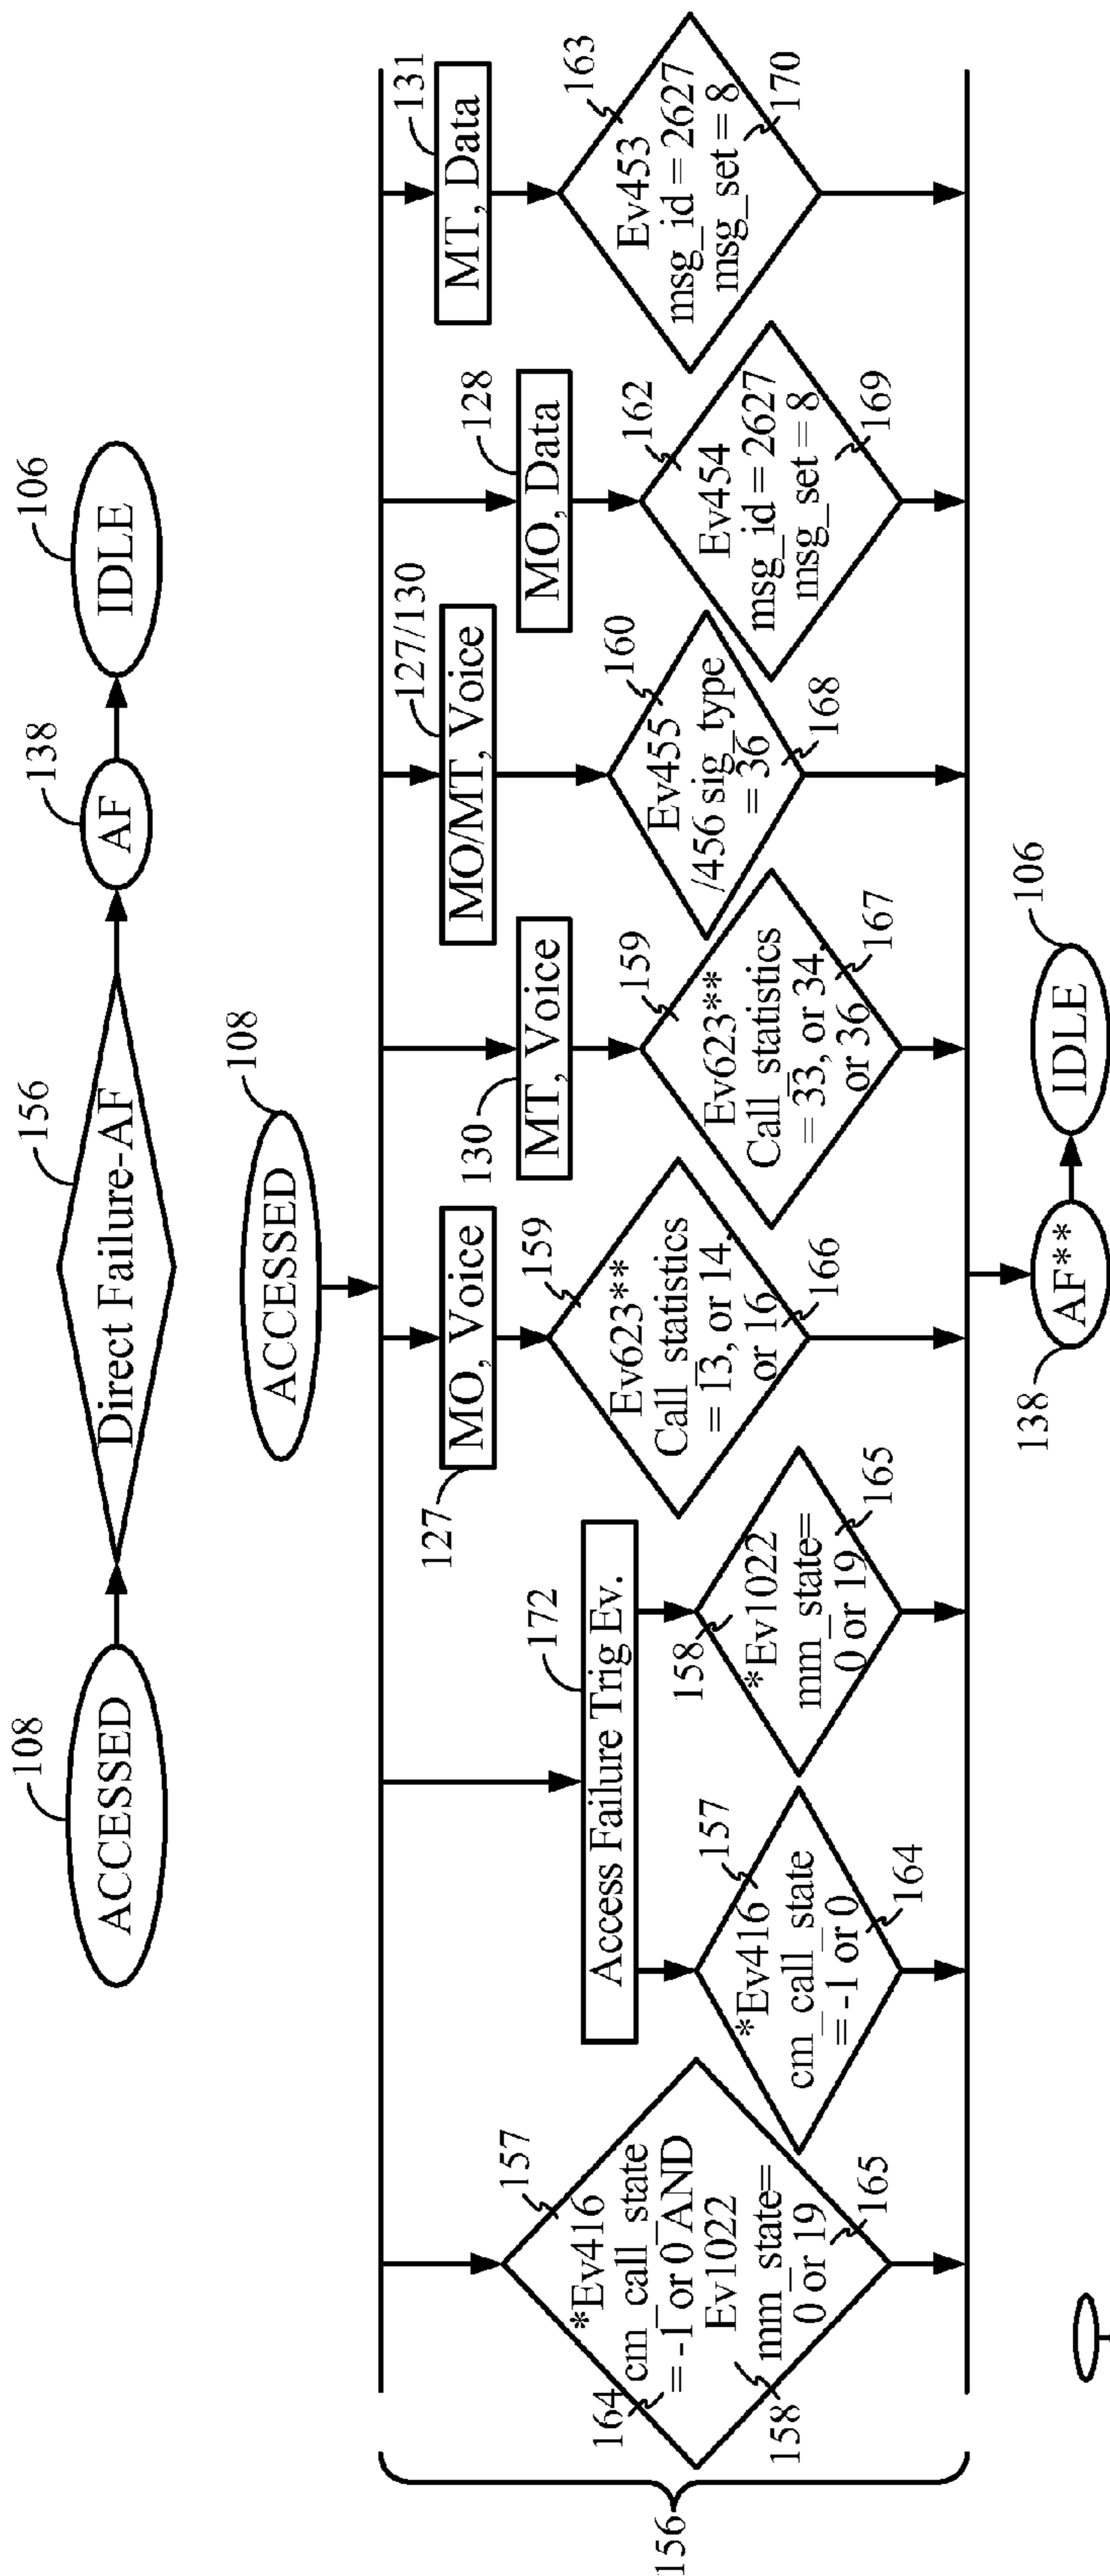 108
ACCESSED
156
Direct Failure-AF
138
AF
106
IDLE
108
ACCESSED
156
157
*Ev416
164
cm_call_state
= -1 or 0 AND
Ev1022
mm_state=
0 or 19
158
165
172
Access Failure Trig Ev.
157
*Ev416
cm_call_state
= -1 or 0
164
158
*Ev1022
mm_state=
0 or 19
165
127
MO, Voice
159
Ev623**
Call_statistics
= 13, or 14,
or 16
166
130
MT, Voice
159
Ev623**
Call_statistics
= 33, or 34,
or 36
167
127/130
MO/MT, Voice
160
Ev455
/456 sig_type
= 36
168
128
MO, Data
162
Ev454
msg_id = 2627
msg_set = 8
169
131
MT, Data
163
Ev453
msg_id = 2627
msg_set = 8
170
138
AF**
106
IDLE